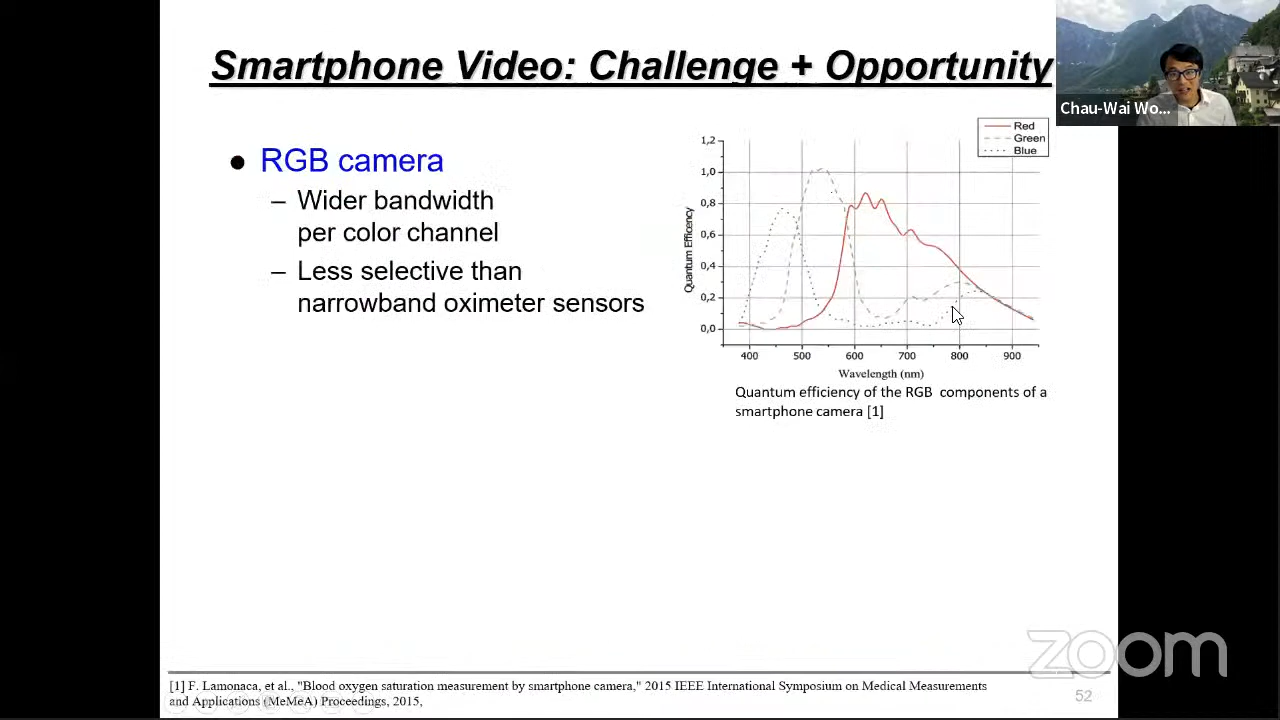 Smartphone Video: Challenge + Opportunity
Chau-Wai Wo...
● RGB camera
– Wider bandwidth
per color channel
– Less selective than
narrowband oximeter sensors
Red
Green
Blue
1,2
1,0
0,8
0,6
0,4
0,2
0,0
Quantum Efficency
400 500 600 700 800 900
Wavelength (nm)
Quantum efficiency of the RGB components of a
smartphone camera [1]
zoom
[1] F. Lamonaca, et al., "Blood oxygen saturation measurement by smartphone camera," 2015 IEEE International Symposium on Medical Measurements
and Applications (MeMeA) Proceedings, 2015,
52